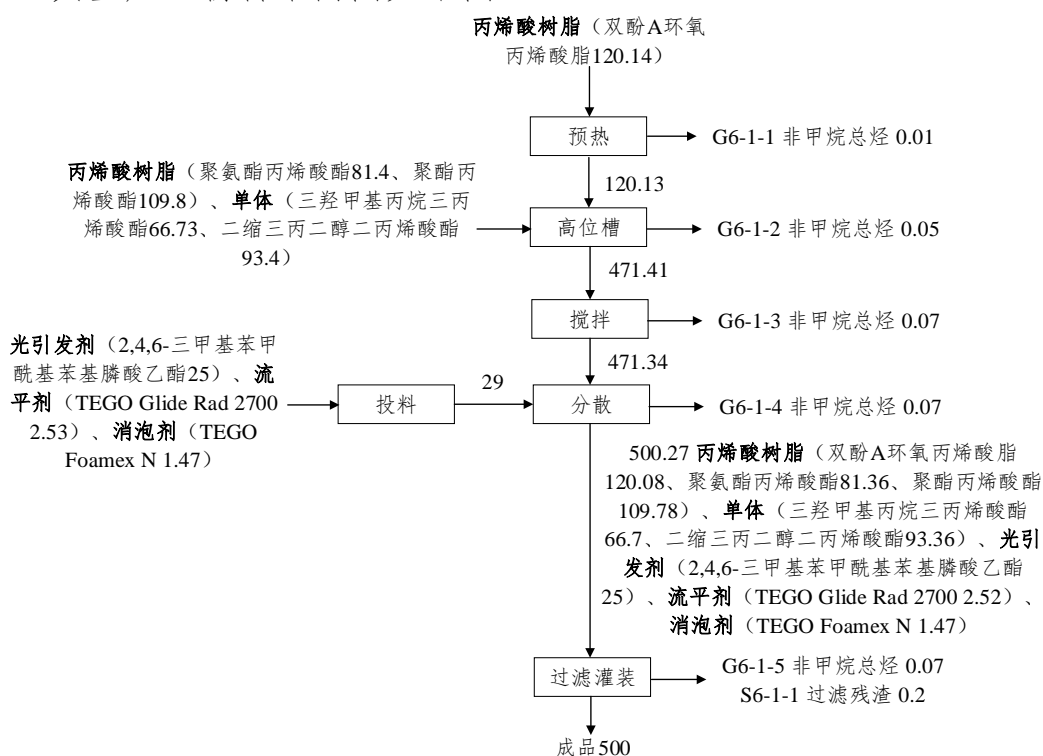 丙烯酸树脂（双酚A环氧
丙烯酸脂120.14）
预热
G6-1-1 非甲烷总烃 0.01
120.13
丙烯酸树脂（聚氨酯丙烯酸酯81.4、聚酯丙
烯酸酯109.8）、单体（三羟甲基丙烷三丙
烯酸酯66.73、二缩三丙二醇二丙烯酸酯
93.4）
高位槽
G6-1-2 非甲烷总烃 0.05
471.41
搅拌
G6-1-3 非甲烷总烃 0.07
471.34
光引发剂（2,4,6-三甲基苯甲
酰基苯基膦酸乙酯25）、流
平剂（TEGO Glide Rad 2700
2.53）、消泡剂（TEGO
Foamex N 1.47）
投料
29
分散
G6-1-4 非甲烷总烃 0.07
500.27 丙烯酸树脂（双酚A环氧丙烯酸脂
120.08、聚氨酯丙烯酸酯81.36、聚酯丙烯酸酯
109.78）、单体（三羟甲基丙烷三丙烯酸酯
66.7、二缩三丙二醇二丙烯酸酯93.36）、光引
发剂（2,4,6-三甲基苯甲酰基苯基膦酸乙酯
25）、流平剂（TEGO Glide Rad 2700 2.52）、
消泡剂（TEGO Foamex N 1.47）
过滤灌装
G6-1-5 非甲烷总烃 0.07
S6-1-1 过滤残渣 0.2
成品500